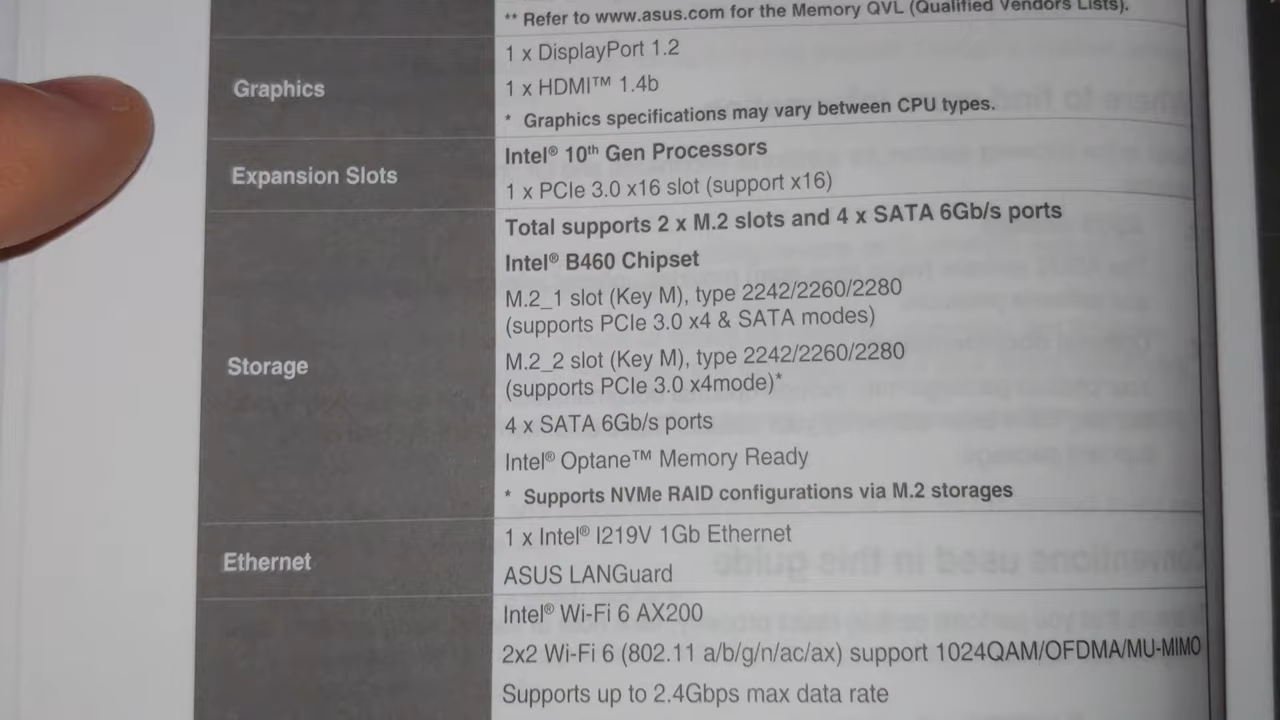 ** Refer to www.asus.com for the Memory QVL (Qualified Vendors Lists).
Graphics
1 x DisplayPort 1.2
1 x HDMI™ 1.4b
* Graphics specifications may vary between CPU types.
Expansion Slots
Intel® 10th Gen Processors
1 x PCIe 3.0 x16 slot (support x16)
Storage
Total supports 2 x M.2 slots and 4 x SATA 6Gb/s ports
Intel® B460 Chipset
M.2_1 slot (Key M), type 2242/2260/2280
(supports PCIe 3.0 x4 & SATA modes)
M.2_2 slot (Key M), type 2242/2260/2280
(supports PCIe 3.0 x4mode)*
4 x SATA 6Gb/s ports
Intel® Optane™ Memory Ready
* Supports NVMe RAID configurations via M.2 storages
Ethernet
1 x Intel® I219V 1Gb Ethernet
ASUS LANGuard
Intel® Wi-Fi 6 AX200
2x2 Wi-Fi 6 (802.11 a/b/g/n/ac/ax) support 1024QAM/OFDMA/MU-MIMO
Supports up to 2.4Gbps max data rate